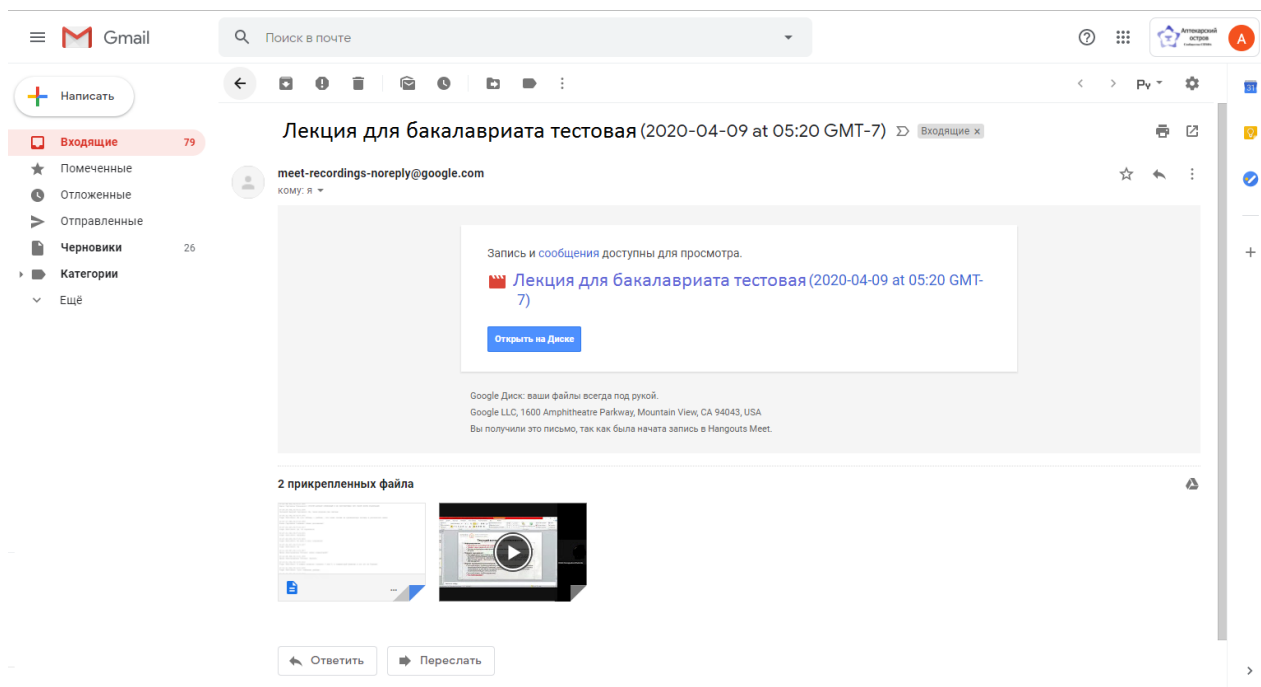 Gmail
Поиск в почте
Аптекарский
остров
А
Написать
Ру
31
Лекция для бакалавриата тестовая (2020-04-09 at 05:20 GMT-7) Входящие x
Входящие 79
Помеченные
Отложенные
Отправленные
Черновики 26
Категории
Ещё
meet-recordings-noreply@google.com
кому: я
Запись и сообщения доступны для просмотра.
Лекция для бакалавриата тестовая (2020-04-09 at 05:20 GMT-
7)
Открыть на Диске
Google Диск: ваши файлы всегда под рукой.
Google LLC, 1600 Amphitheatre Parkway, Mountain View, CA 94043, USA
Вы получили это письмо, так как была начата запись в Hangouts Meet.
2 прикрепленных файла
...
Ответить
Переслать